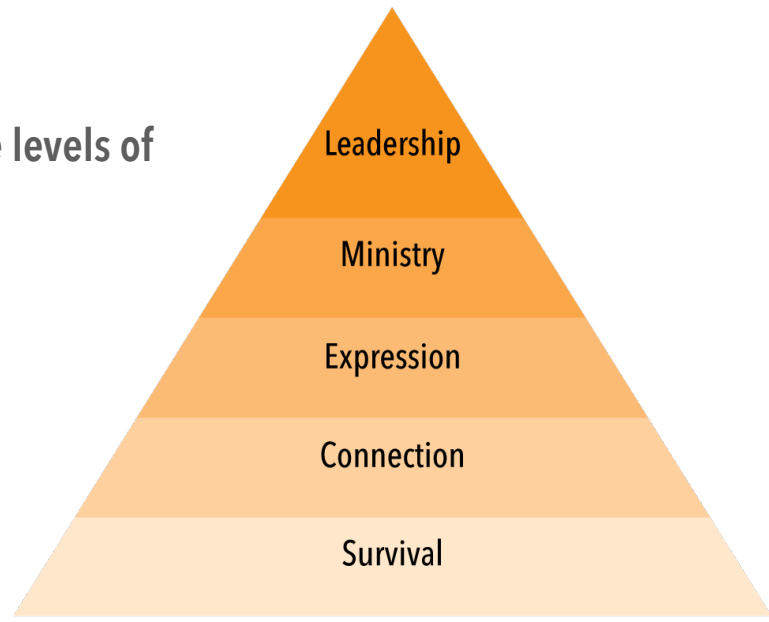 levels of
Leadership
Ministry
Expression
Connection
Survival